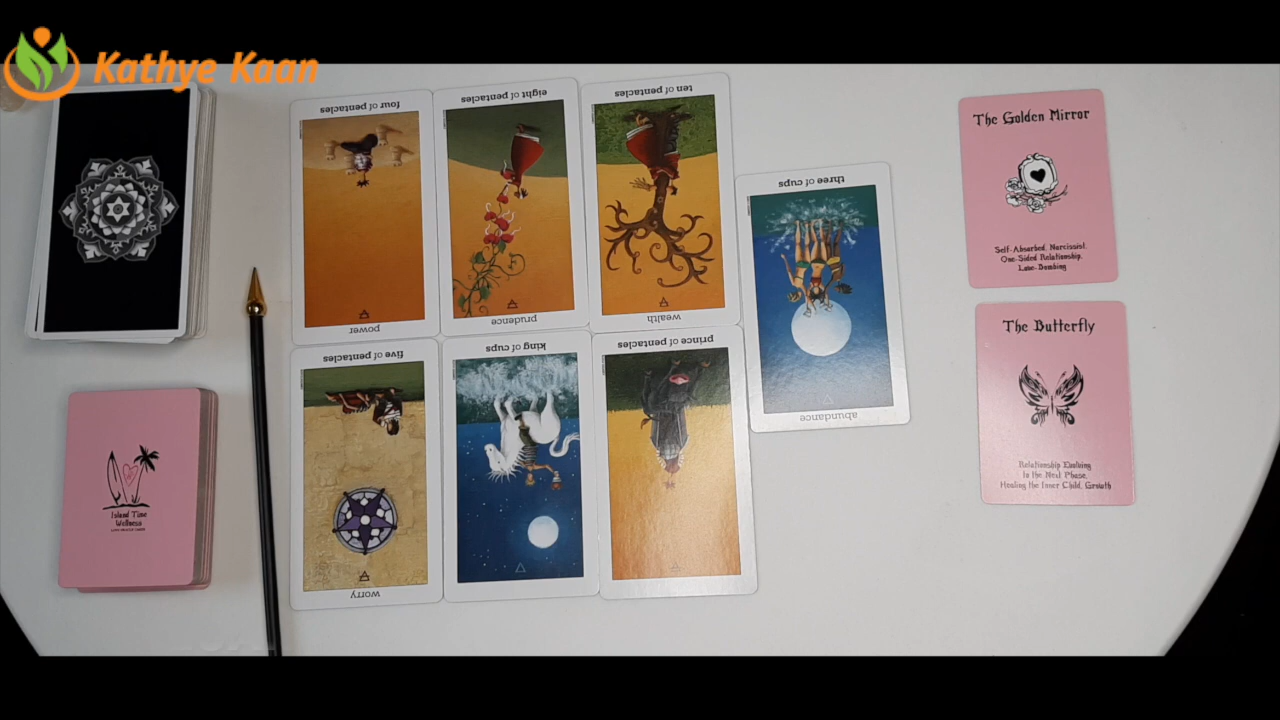 Kathye Kaan
four of pentacles
power
eight of pentacles
prudence
ten of pentacles
wealth
three of cups
abundance
five of pentacles
worry
king of cups
prince of pentacles
The Golden Mirror
Self-Absorbed, Narcissist,
One-Sided Relationship,
Love-Bombing
The Butterfly
Relationship Evolving
to the Next Phase,
Healing the Inner Child, Growth
Island Time
Wellness